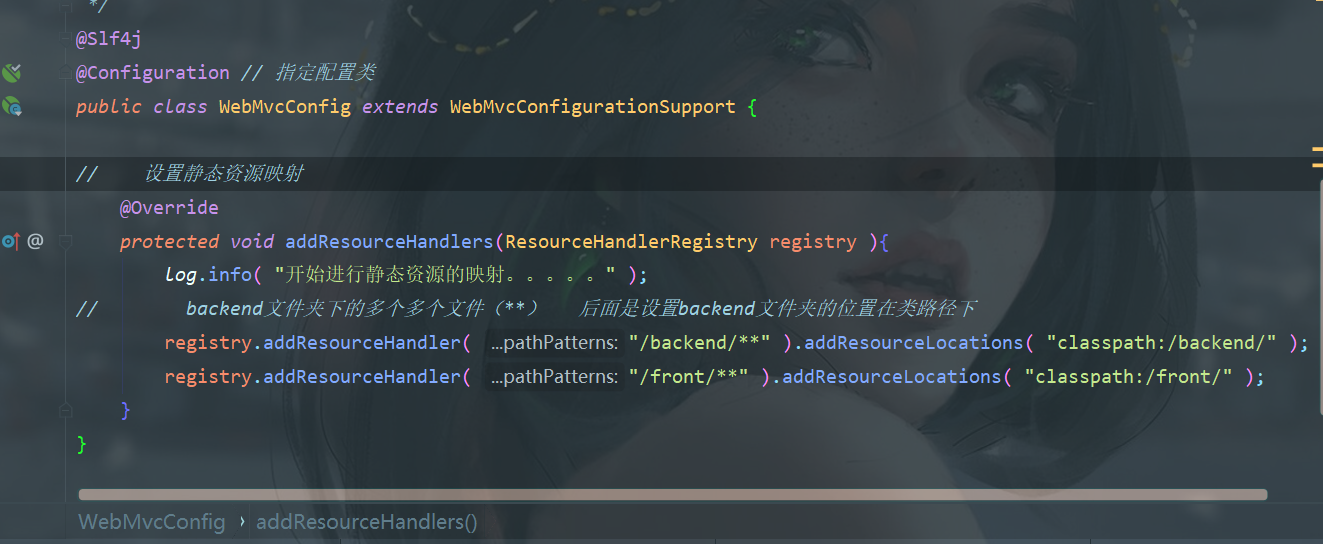 */
@Slf4j
@Configuration // 指定配置类
public class WebMvcConfig extends WebMvcConfigurationSupport {
//    设置静态资源映射
@Override
protected void addResourceHandlers(ResourceHandlerRegistry registry ){
log.info( "开始进行静态资源的映射。。。。。" );
//        backend文件夹下的多个多个文件（**）   后面是设置backend文件夹的位置在类路径下
registry.addResourceHandler( ...pathPatterns: "/backend/**" ).addResourceLocations( "classpath:/backend/" );
registry.addResourceHandler( ...pathPatterns: "/front/**" ).addResourceLocations( "classpath:/front/" );
}
}
WebMvcConfig › addResourceHandlers()